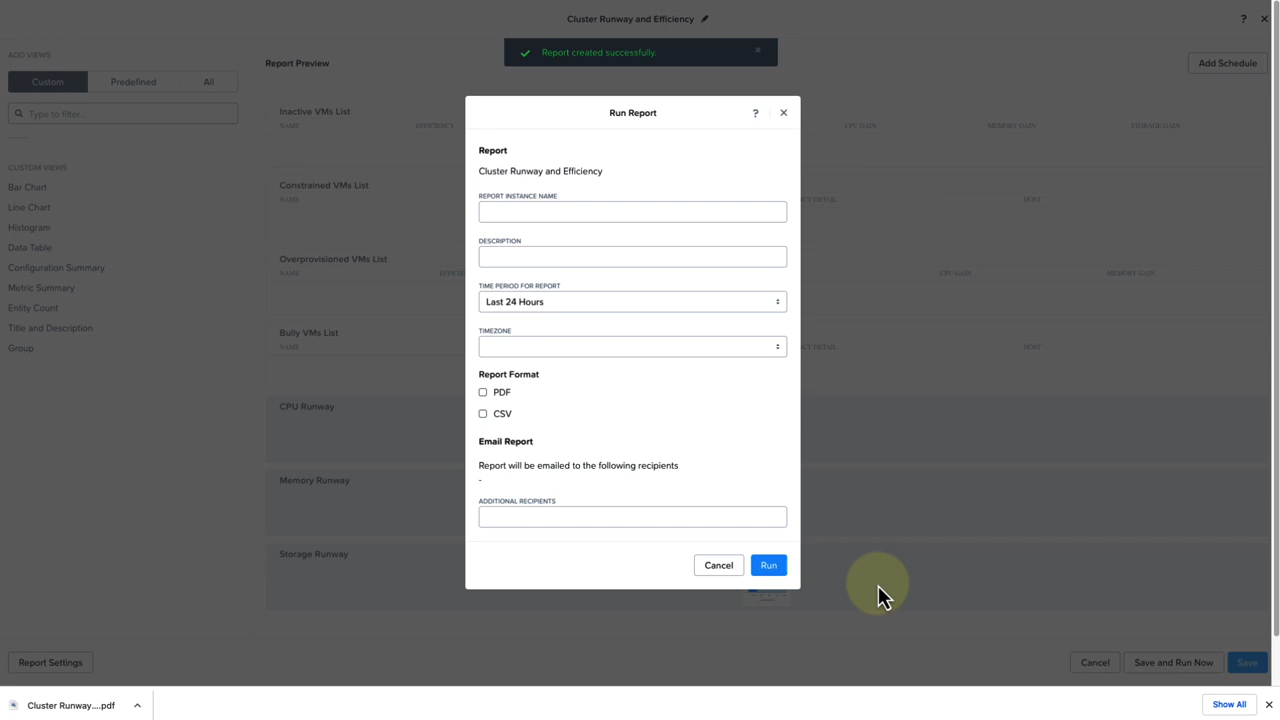 Cluster Runway and Efficiency
?
ADD VIEWS
Custom
Predefined
All
Type to filter...
CUSTOM VIEWS
Bar Chart
Line Chart
Histogram
Data Table
Configuration Summary
Metric Summary
Entity Count
Title and Description
Group
Report created successfully.
Report Preview
Add Schedule
Inactive VMs List
NAME
EFFICIENCY
CPU GAIN
MEMORY GAIN
STORAGE GAIN
Constrained VMs List
NAME
DETAIL
HOST
Overprovisioned VMs List
NAME
CPU GAIN
MEMORY GAIN
Bully VMs List
NAME
DETAIL
HOST
CPU Runway
Memory Runway
Storage Runway
Run Report
?
Report
Cluster Runway and Efficiency
REPORT INSTANCE NAME
DESCRIPTION
TIME PERIOD FOR REPORT
Last 24 Hours
TIMEZONE
Report Format
PDF
CSV
Email Report
Report will be emailed to the following recipients
-
ADDITIONAL RECIPIENTS
Cancel
Run
Report Settings
Cancel
Save and Run Now
Save
Cluster Runway....pdf
Show All